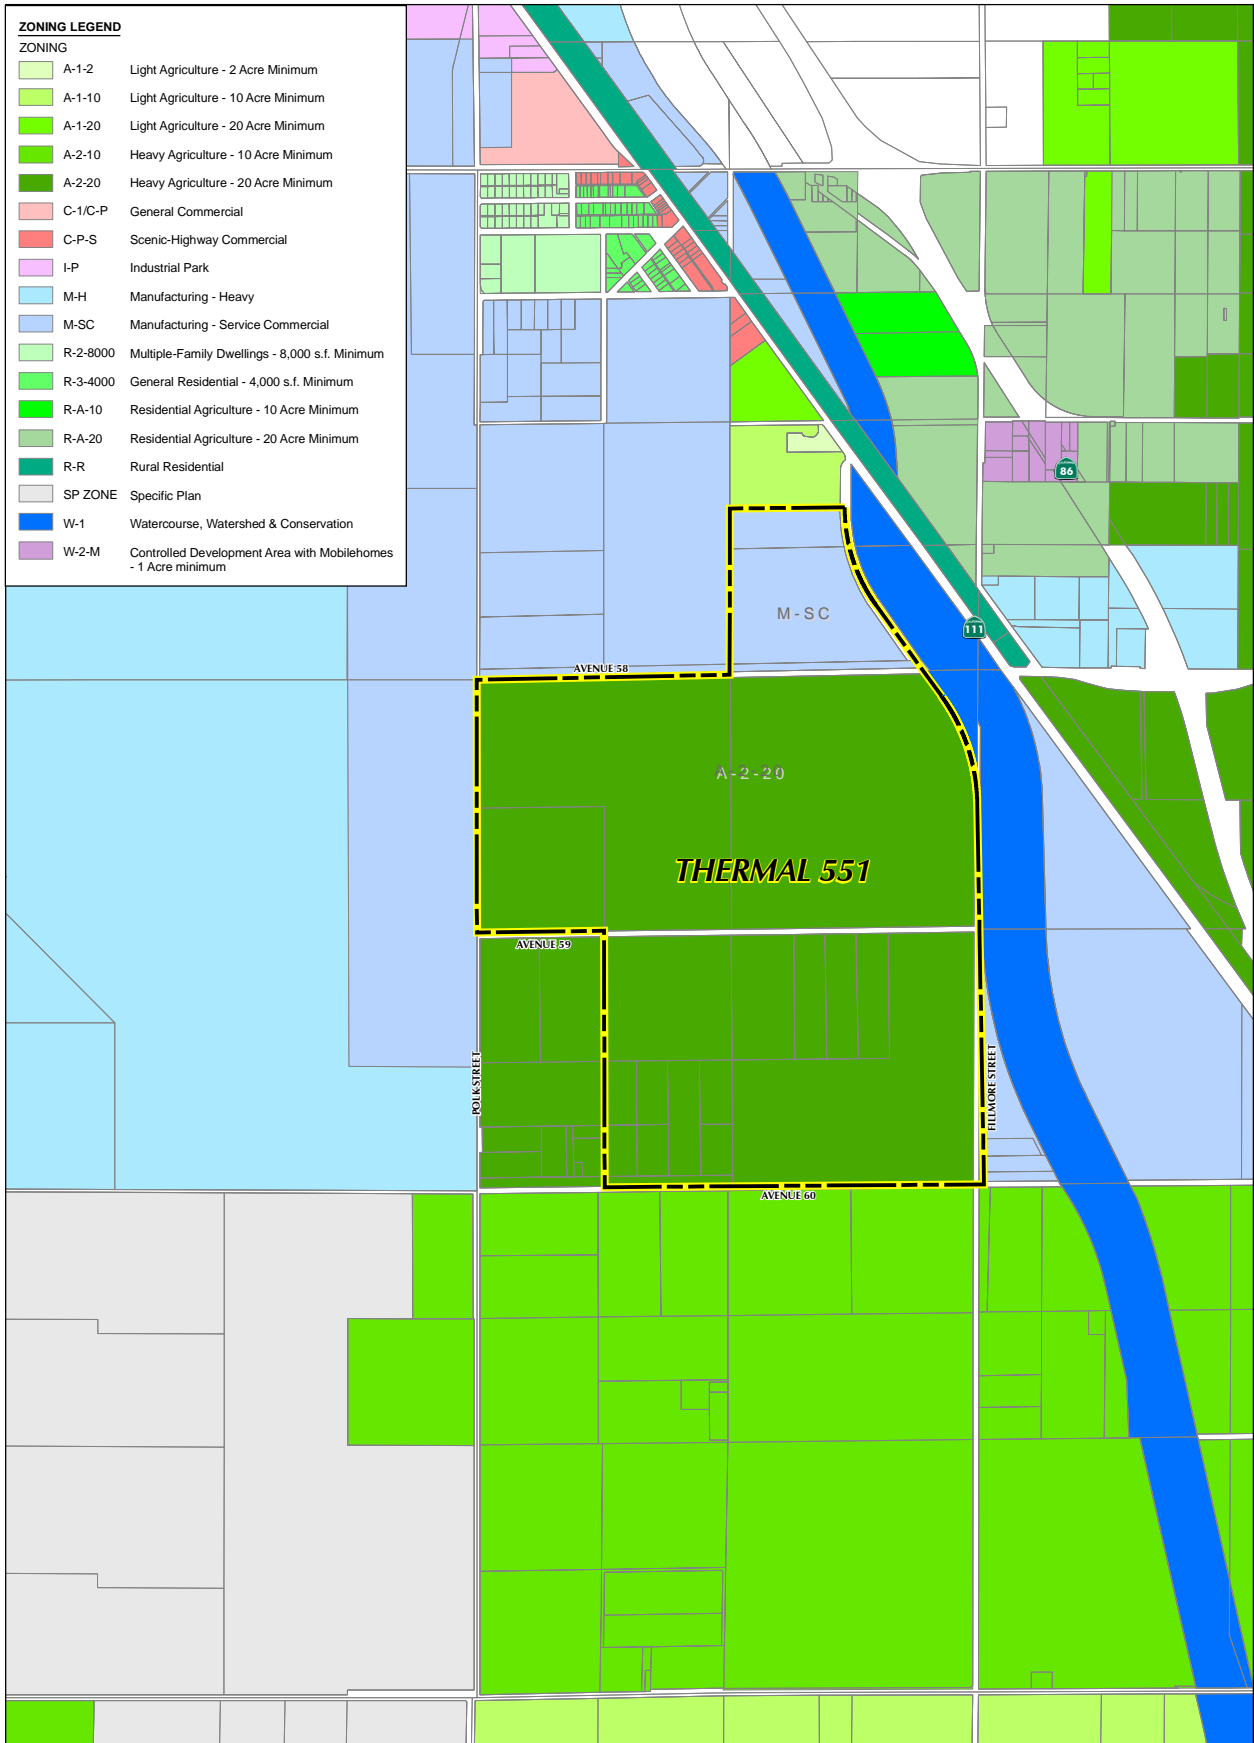 ZONING LEGEND
ZONING
A-1-2 Light Agriculture - 2 Acre Minimum
A-1-10 Light Agriculture - 10 Acre Minimum
A-1-20 Light Agriculture - 20 Acre Minimum
A-2-10 Heavy Agriculture - 10 Acre Minimum
A-2-20 Heavy Agriculture - 20 Acre Minimum
C-1/C-P General Commercial
C-P-S Scenic-Highway Commercial
I-P Industrial Park
M-H Manufacturing - Heavy
M-SC Manufacturing - Service Commercial
R-2-8000 Multiple-Family Dwellings - 8,000 s.f. Minimum
R-3-4000 General Residential - 4,000 s.f. Minimum
R-A-10 Residential Agriculture - 10 Acre Minimum
R-A-20 Residential Agriculture - 20 Acre Minimum
R-R Rural Residential
SP ZONE Specific Plan
W-1 Watercourse, Watershed & Conservation
W-2-M Controlled Development Area with Mobilehomes
- 1 Acre minimum
86
M-SC
111
AVENUE 58
A-2-20
THERMAL 551
AVENUE 59
POLK STREET
FILLMORE STREET
AVENUE 60